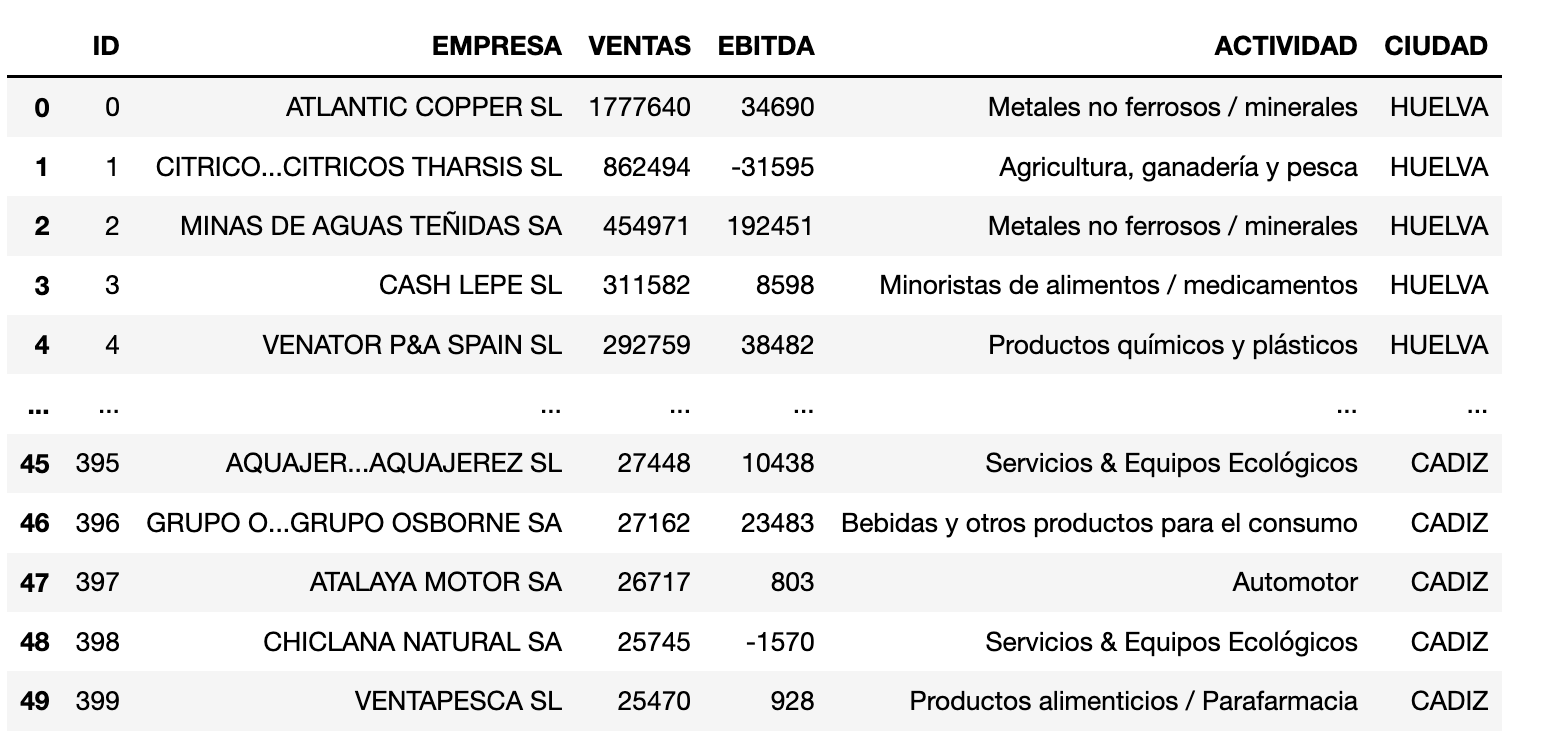 ID EMPRESA VENTAS EBITDA ACTIVIDAD CIUDAD
0 0 ATLANTIC COPPER SL 1777640 34690 Metales no ferrosos / minerales HUELVA
1 1 CITRICO...CITRICOS THARSIS SL 862494 -31595 Agricultura, ganadería y pesca HUELVA
2 2 MINAS DE AGUAS TEÑIDAS SA 454971 192451 Metales no ferrosos / minerales HUELVA
3 3 CASH LEPE SL 311582 8598 Minoristas de alimentos / medicamentos HUELVA
4 4 VENATOR P&A SPAIN SL 292759 38482 Productos químicos y plásticos HUELVA
... ... ... ... ... ... ...
45 395 AQUAJER...AQUAJEREZ SL 27448 10438 Servicios & Equipos Ecológicos CADIZ
46 396 GRUPO O...GRUPO OSBORNE SA 27162 23483 Bebidas y otros productos para el consumo CADIZ
47 397 ATALAYA MOTOR SA 26717 803 Automotor CADIZ
48 398 CHICLANA NATURAL SA 25745 -1570 Servicios & Equipos Ecológicos CADIZ
49 399 VENTAPESCA SL 25470 928 Productos alimenticios / Parafarmacia CADIZ